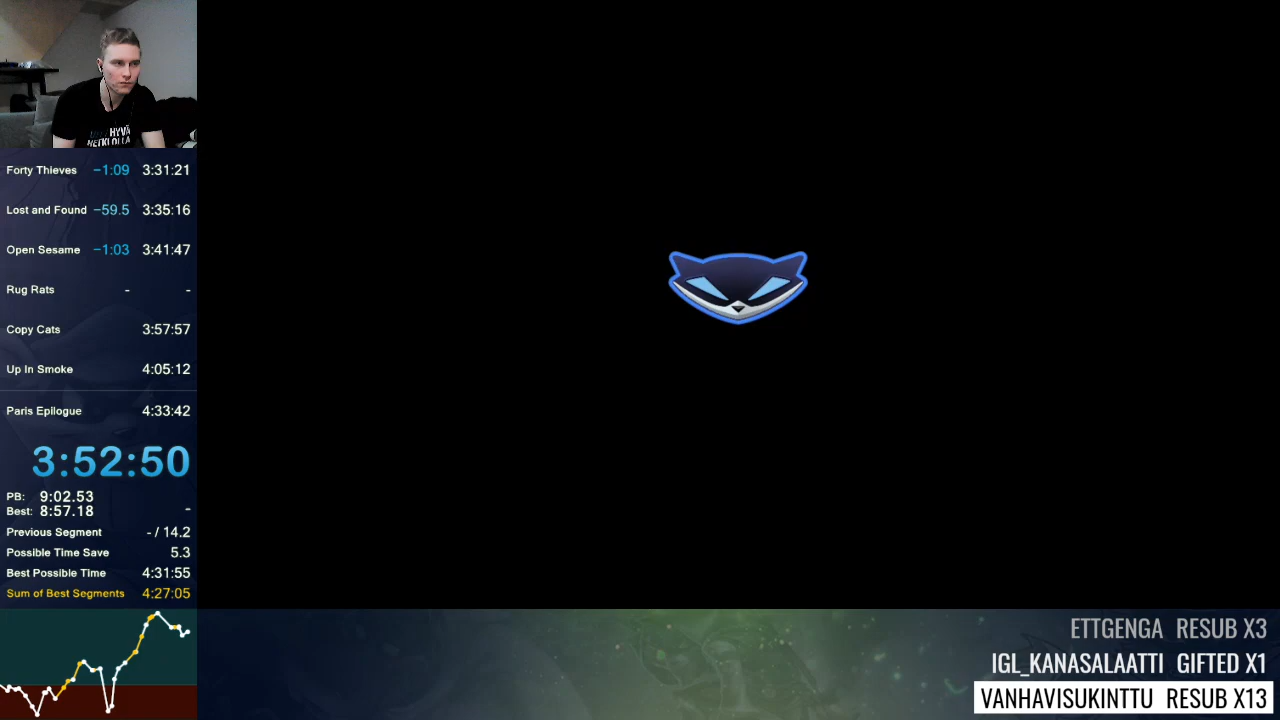 HYVÄ
HETKI OLLA
Forty Thieves −1:09 3:31:21
Lost and Found −59.5 3:35:16
Open Sesame −1:03 3:41:47
Rug Rats - -
Copy Cats 3:57:57
Up In Smoke 4:05:12
Paris Epilogue 4:33:42
3:52:50
PB: 9:02.53
Best: 8:57.18 -
Previous Segment - / 14.2
Possible Time Save 5.3
Best Possible Time 4:31:55
Sum of Best Segments 4:27:05
ETTGENGA RESUB X3
IGL_KANASALAATTI GIFTED X1
VANHAVISUKINTTU RESUB X13